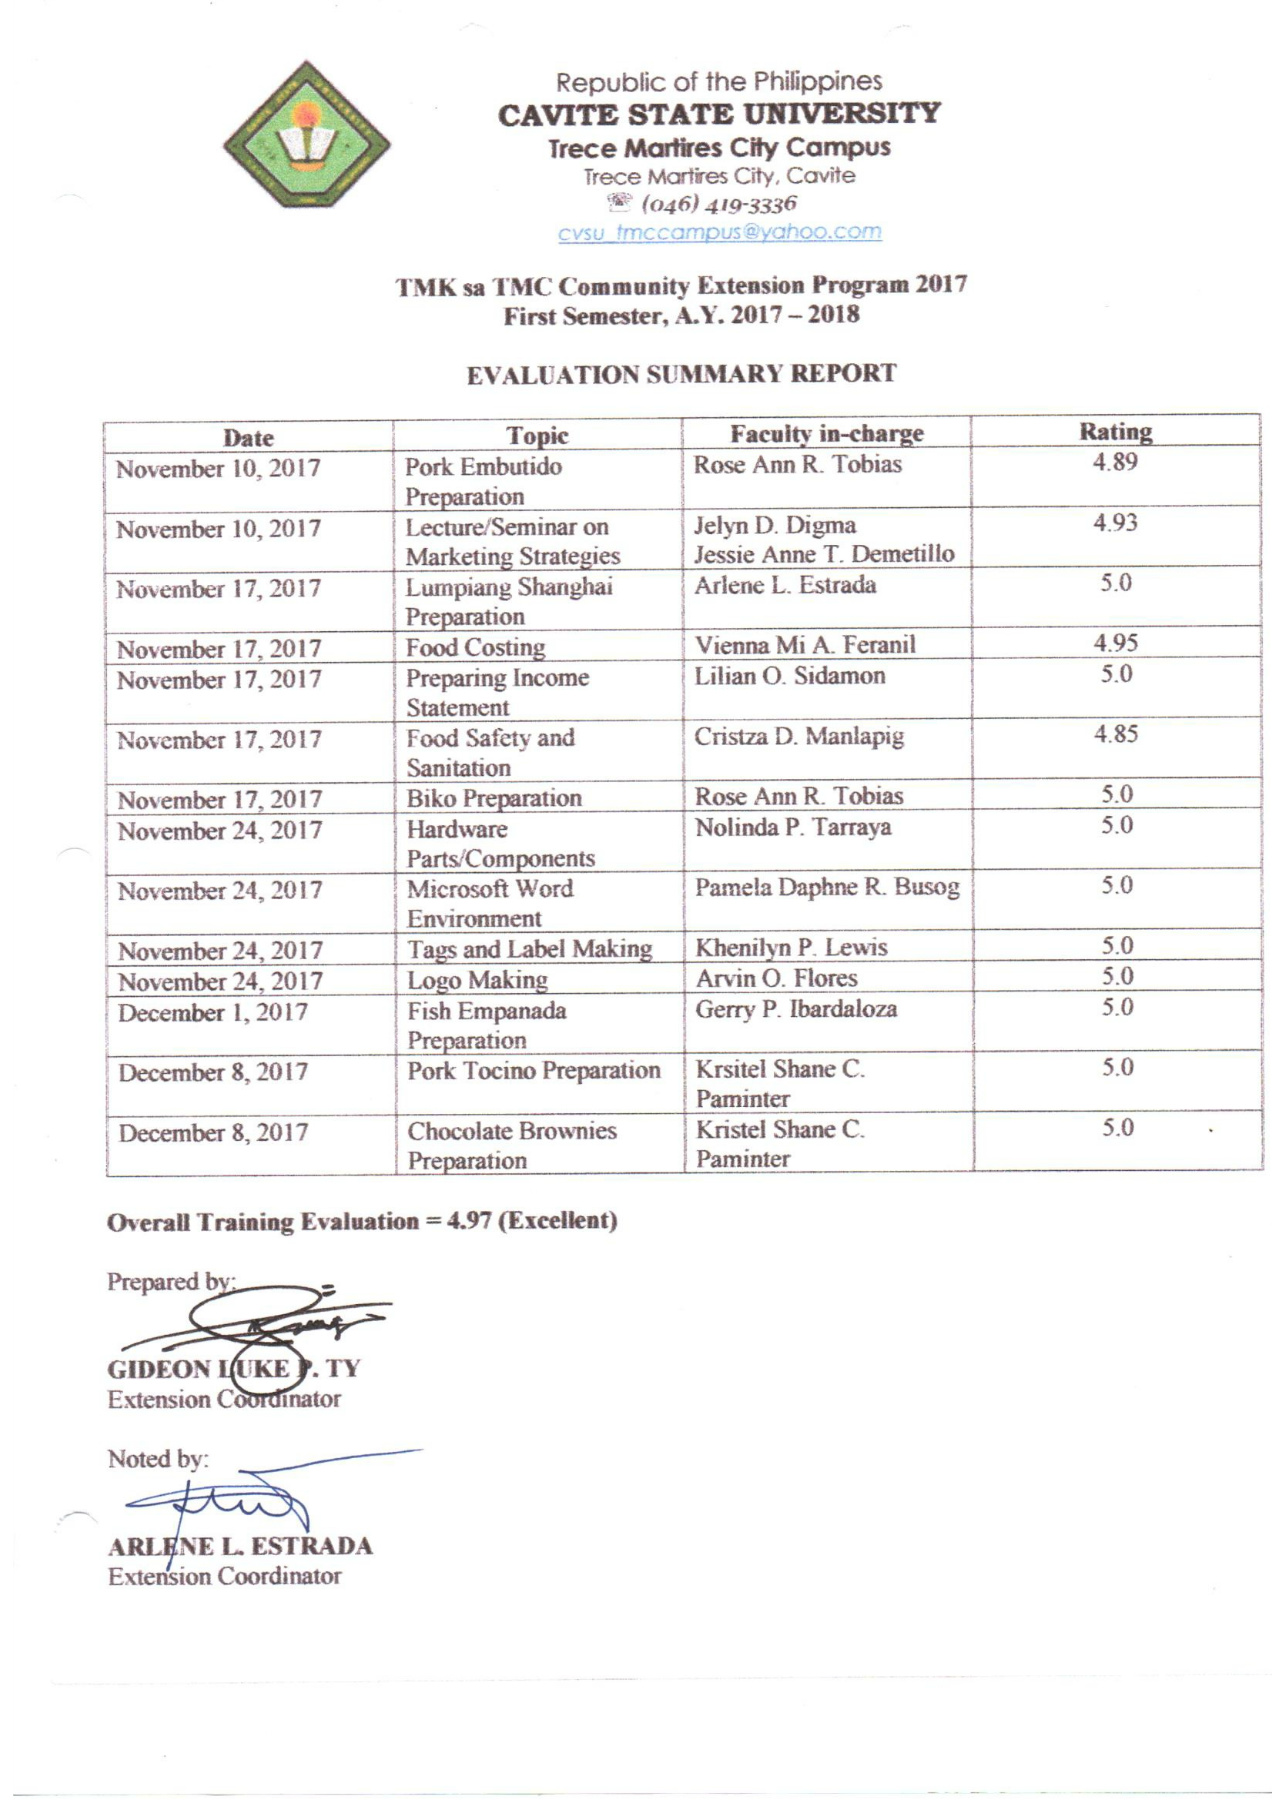 Republic of the Philippines
CAVITE STATE UNIVERSITY
Trece Martires City Campus
Trece Martires City, Cavite
☏ (046) 419-3336
cvsu_tmccampus@yahoo.com
TMK sa TMC Community Extension Program 2017
First Semester, A.Y. 2017 – 2018
EVALUATION SUMMARY REPORT
Date Topic Faculty in-charge Rating
November 10, 2017 Pork Embutido Rose Ann R. Tobias 4.89
Preparation
November 10, 2017 Lecture/Seminar on Jelyn D. Digma 4.93
Marketing Strategies Jessie Anne T. Demetillo
November 17, 2017 Lumpiang Shanghai Arlene L. Estrada 5.0
Preparation
November 17, 2017 Food Costing Vienna Mi A. Feranil 4.95
November 17, 2017 Preparing Income Lilian O. Sidamon 5.0
Statement
November 17, 2017 Food Safety and Cristza D. Manlapig 4.85
Sanitation
November 17, 2017 Biko Preparation Rose Ann R. Tobias 5.0
November 24, 2017 Hardware Nolinda P. Tarraya 5.0
Parts/Components
November 24, 2017 Microsoft Word Pamela Daphne R. Busog 5.0
Environment
November 24, 2017 Tags and Label Making Khenilyn P. Lewis 5.0
November 24, 2017 Logo Making Arvin O. Flores 5.0
December 1, 2017 Fish Empanada Gerry P. Ibardaloza 5.0
Preparation
December 8, 2017 Pork Tocino Preparation Krsitel Shane C. 5.0
Paminter
December 8, 2017 Chocolate Brownies Kristel Shane C. 5.0
Preparation Paminter
Overall Training Evaluation = 4.97 (Excellent)
Prepared by:
GIDEON LUKE P. TY
Extension Coordinator
Noted by:
ARLENE L. ESTRADA
Extension Coordinator